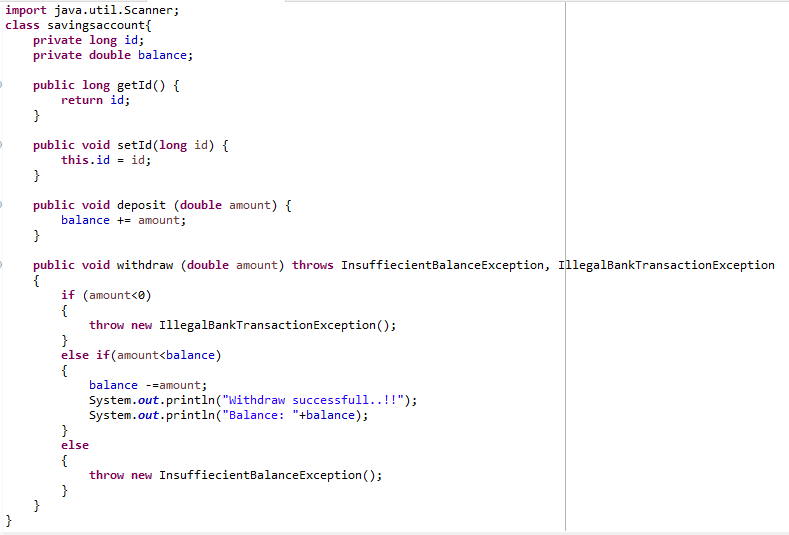 import java.util.Scanner;
class savingsaccount{
    private long id;
    private double balance;

    public long getId() {
        return id;
    }

    public void setId(long id) {
        this.id = id;
    }

    public void deposit (double amount) {
        balance += amount;
    }

    public void withdraw (double amount) throws InsuffiecientBalanceException, IllegalBankTransactionException
    {
        if (amount<0)
        {
            throw new IllegalBankTransactionException();
        }
        else if(amount<balance)
        {
            balance -=amount;
            System.out.println("Withdraw successfull..!!");
            System.out.println("Balance: "+balance);
        }
        else
        {
            throw new InsuffiecientBalanceException();
        }
    }
}